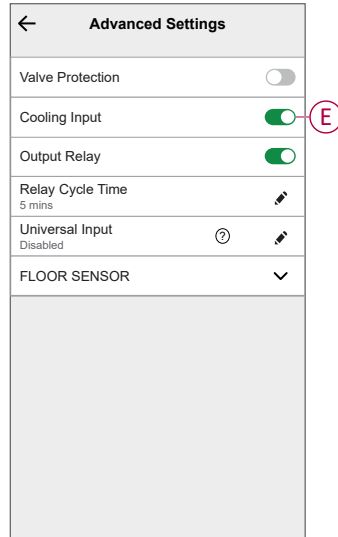 Advanced Settings
Valve Protection
Cooling Input
E
Output Relay
Relay Cycle Time
5 mins
Universal Input
?
Disabled
FLOOR SENSOR